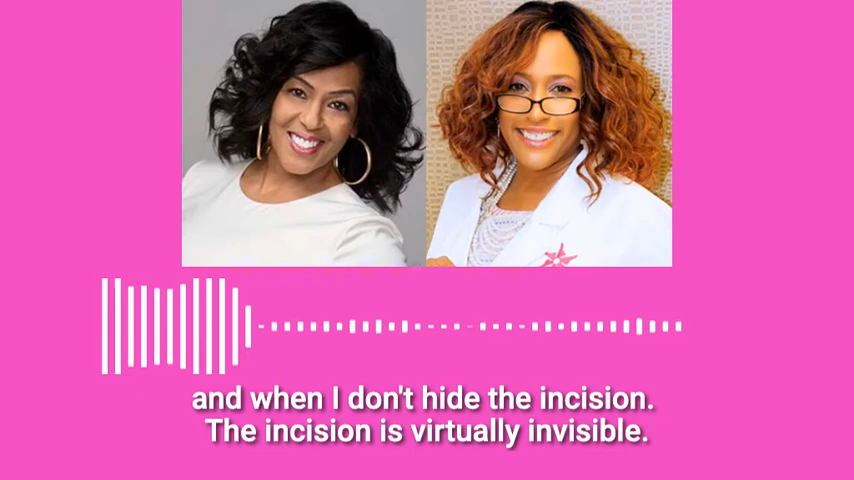 and when I don't hide the incision.
The incision is virtually invisible.